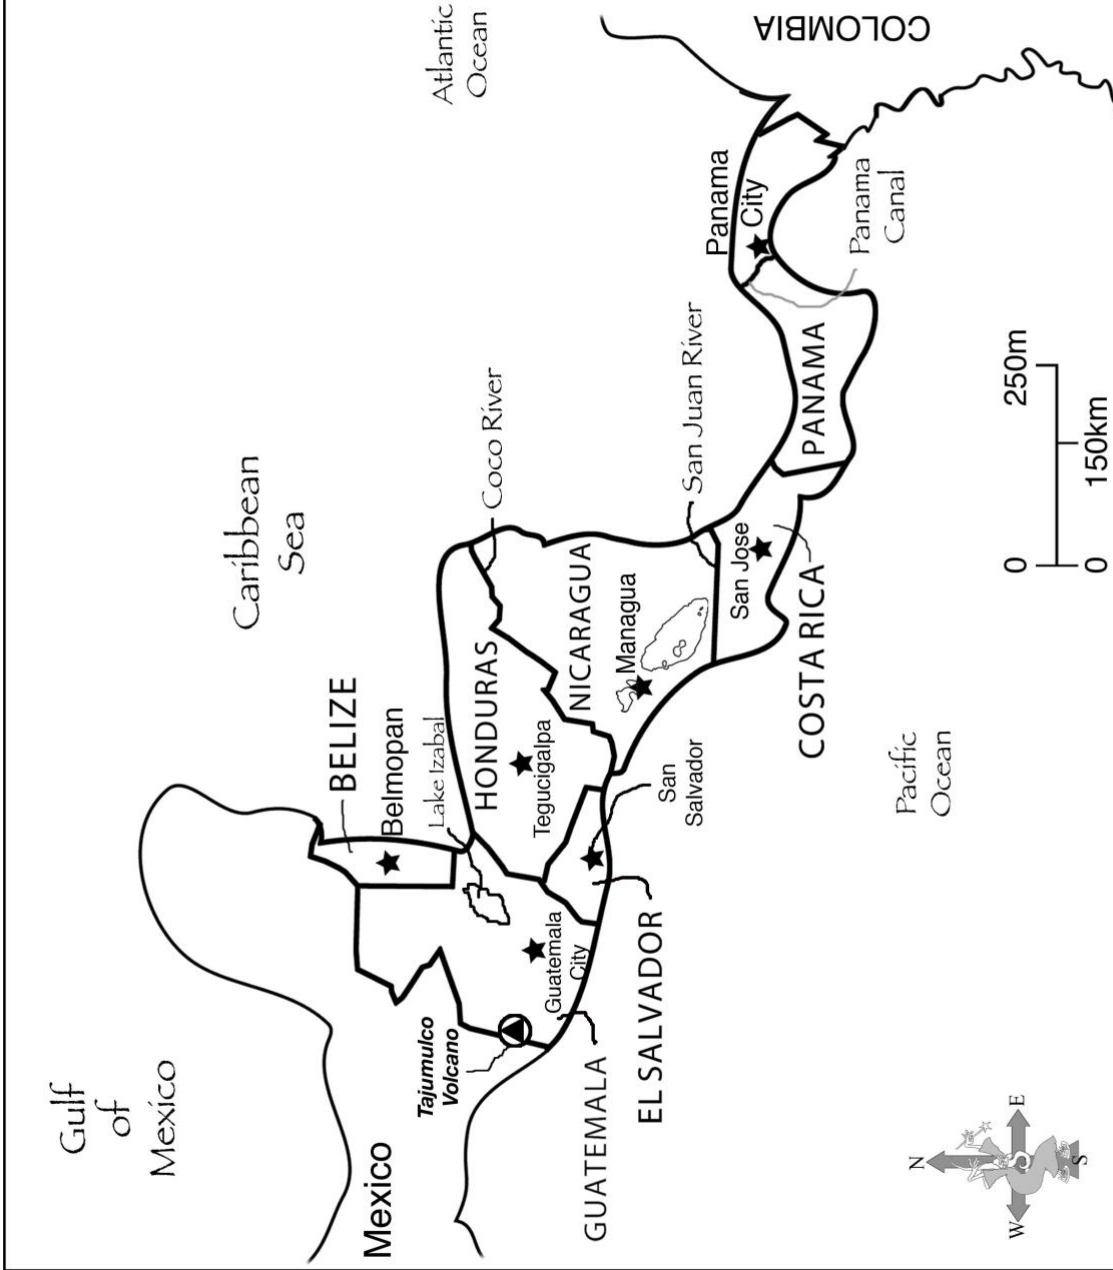 Gulf
of
Mexico
Caribbean
Sea
Atlantic
Ocean
Mexico
BELIZE
Belmopan
Lake Izabal
Tajumulco
Volcano
GUATEMALA
Guatemala
City
EL SALVADOR
San
Salvador
HONDURAS
Tegucigalpa
Coco River
NICARAGUA
Managua
San Juan River
San Jose
COSTA RICA
PANAMA
Panama
City
Panama
Canal
COLOMBIA
Pacific
Ocean
N
W
E
S
0
250m
0
150km